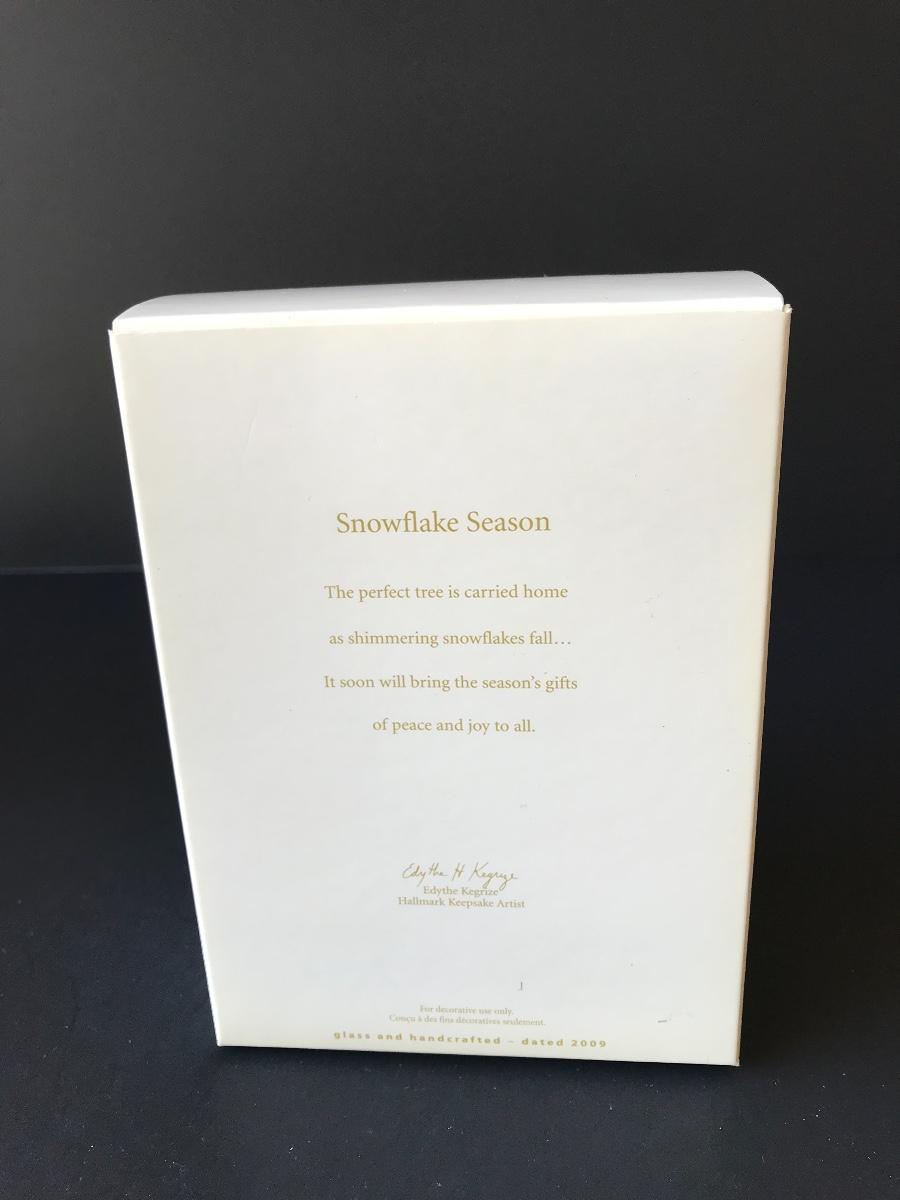 Snowflake Season
The perfect tree is carried home
as shimmering snowflakes fall...
It soon will bring the season's gifts
of peace and joy to all.
Edythe H Kegrize
Edythe Kegrize
Hallmark Keepsake Artist
For decorative use only.
Conçu à des fins décoratives seulement.
glass and handcrafted – dated 2009